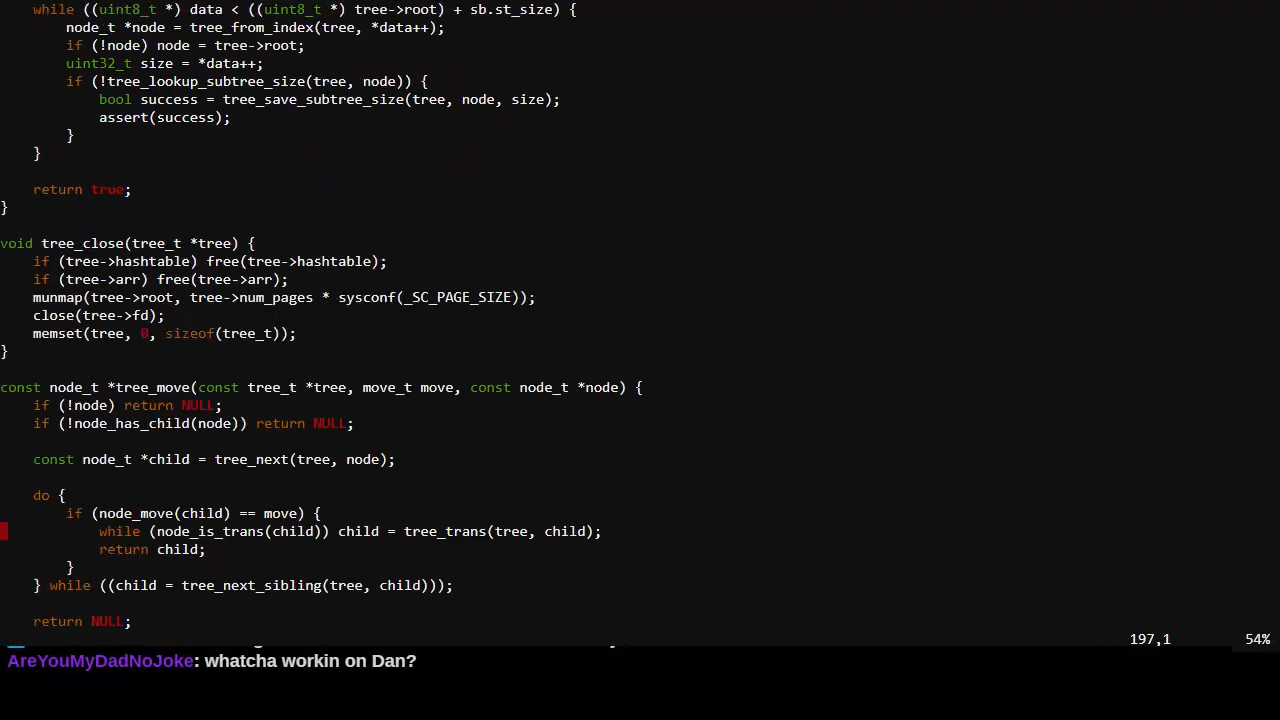 while ((uint8_t *) data < ((uint8_t *) tree->root) + sb.st_size) {
node_t *node = tree_from_index(tree, *data++);
if (!node) node = tree->root;
uint32_t size = *data++;
if (!tree_lookup_subtree_size(tree, node)) {
bool success = tree_save_subtree_size(tree, node, size);
assert(success);
}
}
return true;
}
void tree_close(tree_t *tree) {
if (tree->hashtable) free(tree->hashtable);
if (tree->arr) free(tree->arr);
munmap(tree->root, tree->num_pages * sysconf(_SC_PAGE_SIZE));
close(tree->fd);
memset(tree, 0, sizeof(tree_t));
}
const node_t *tree_move(const tree_t *tree, move_t move, const node_t *node) {
if (!node) return NULL;
if (!node_has_child(node)) return NULL;
const node_t *child = tree_next(tree, node);
do {
if (node_move(child) == move) {
while (node_is_trans(child)) child = tree_trans(tree, child);
return child;
}
} while ((child = tree_next_sibling(tree, child)));
return NULL;
197,1 54%
AreYouMyDadNoJoke: whatcha workin on Dan?